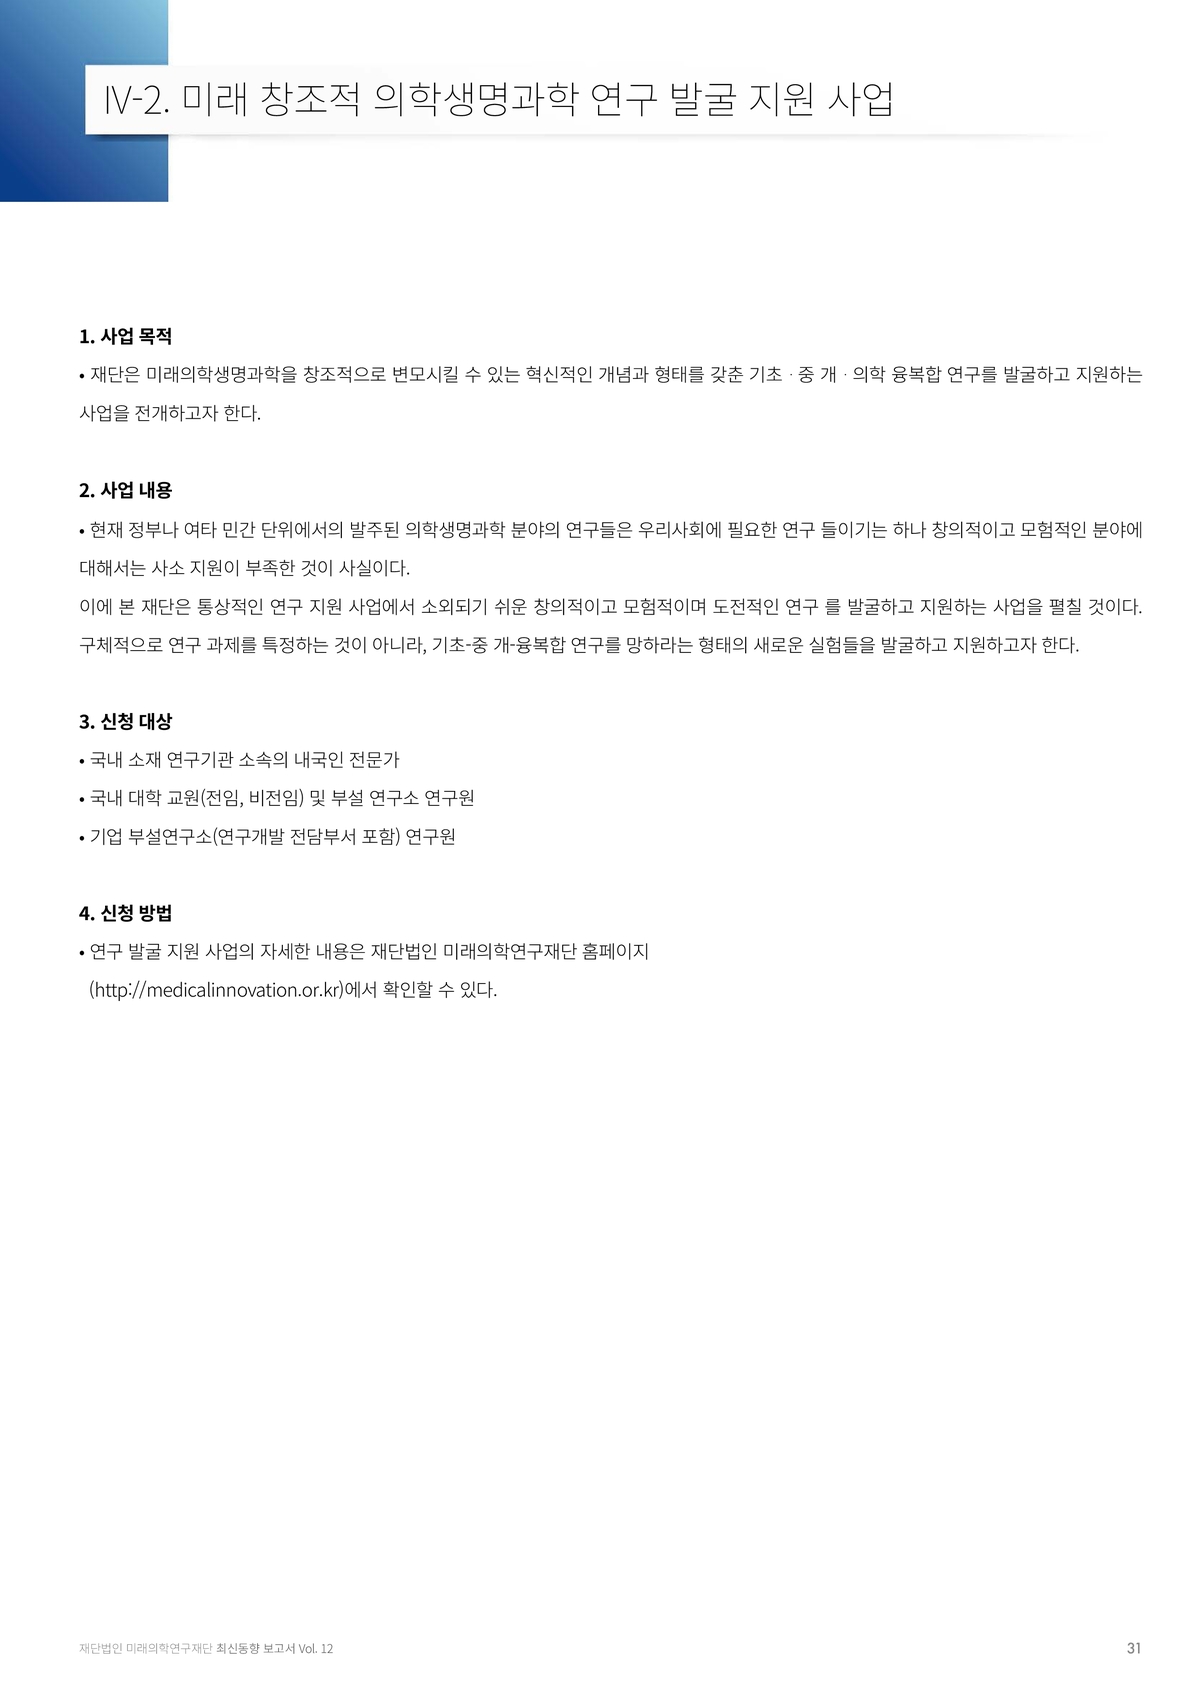 IV-2. 미래 창조적 의학생명과학 연구 발굴 지원 사업
1. 사업 목적
• 재단은 미래의학생명과학을 창조적으로 변모시킬 수 있는 혁신적인 개념과 형태를 갖춘 기초 · 중 개 · 의학 융복합 연구를 발굴하고 지원하는
사업을 전개하고자 한다.
2. 사업 내용
• 현재 정부나 여타 민간 단위에서의 발주된 의학생명과학 분야의 연구들은 우리사회에 필요한 연구 들이기는 하나 창의적이고 모험적인 분야에
대해서는 사소 지원이 부족한 것이 사실이다.
이에 본 재단은 통상적인 연구 지원 사업에서 소외되기 쉬운 창의적이고 모험적이며 도전적인 연구 를 발굴하고 지원하는 사업을 펼칠 것이다.
구체적으로 연구 과제를 특정하는 것이 아니라, 기초-중 개-융복합 연구를 망하라는 형태의 새로운 실험들을 발굴하고 지원하고자 한다.
3. 신청 대상
• 국내 소재 연구기관 소속의 내국인 전문가
• 국내 대학 교원(전임, 비전임) 및 부설 연구소 연구원
• 기업 부설연구소(연구개발 전담부서 포함) 연구원
4. 신청 방법
• 연구 발굴 지원 사업의 자세한 내용은 재단법인 미래의학연구재단 홈페이지
(http://medicalinnovation.or.kr)에서 확인할 수 있다.
재단법인 미래의학연구재단 최신동향 보고서 Vol. 12
31